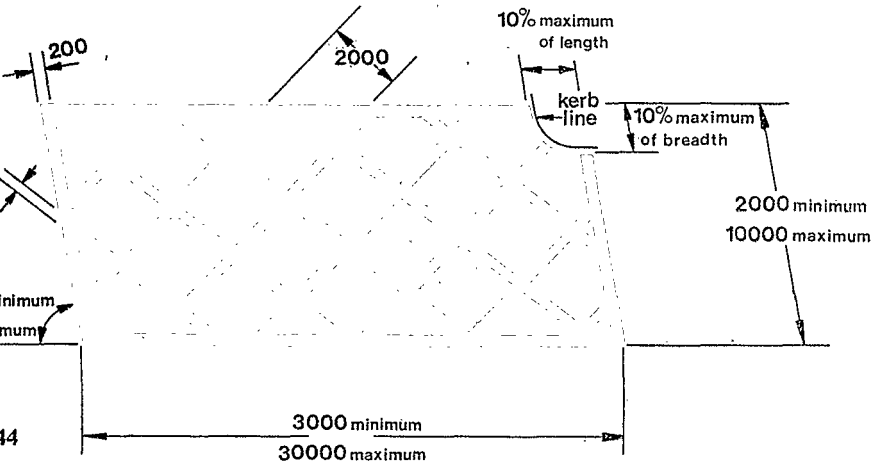 10% maximum
of length
200
2000
kerb
line
10% maximum
of breadth
2000 minimum
10000 maximum
inimum
mum
3000 minimum
30000 maximum
44